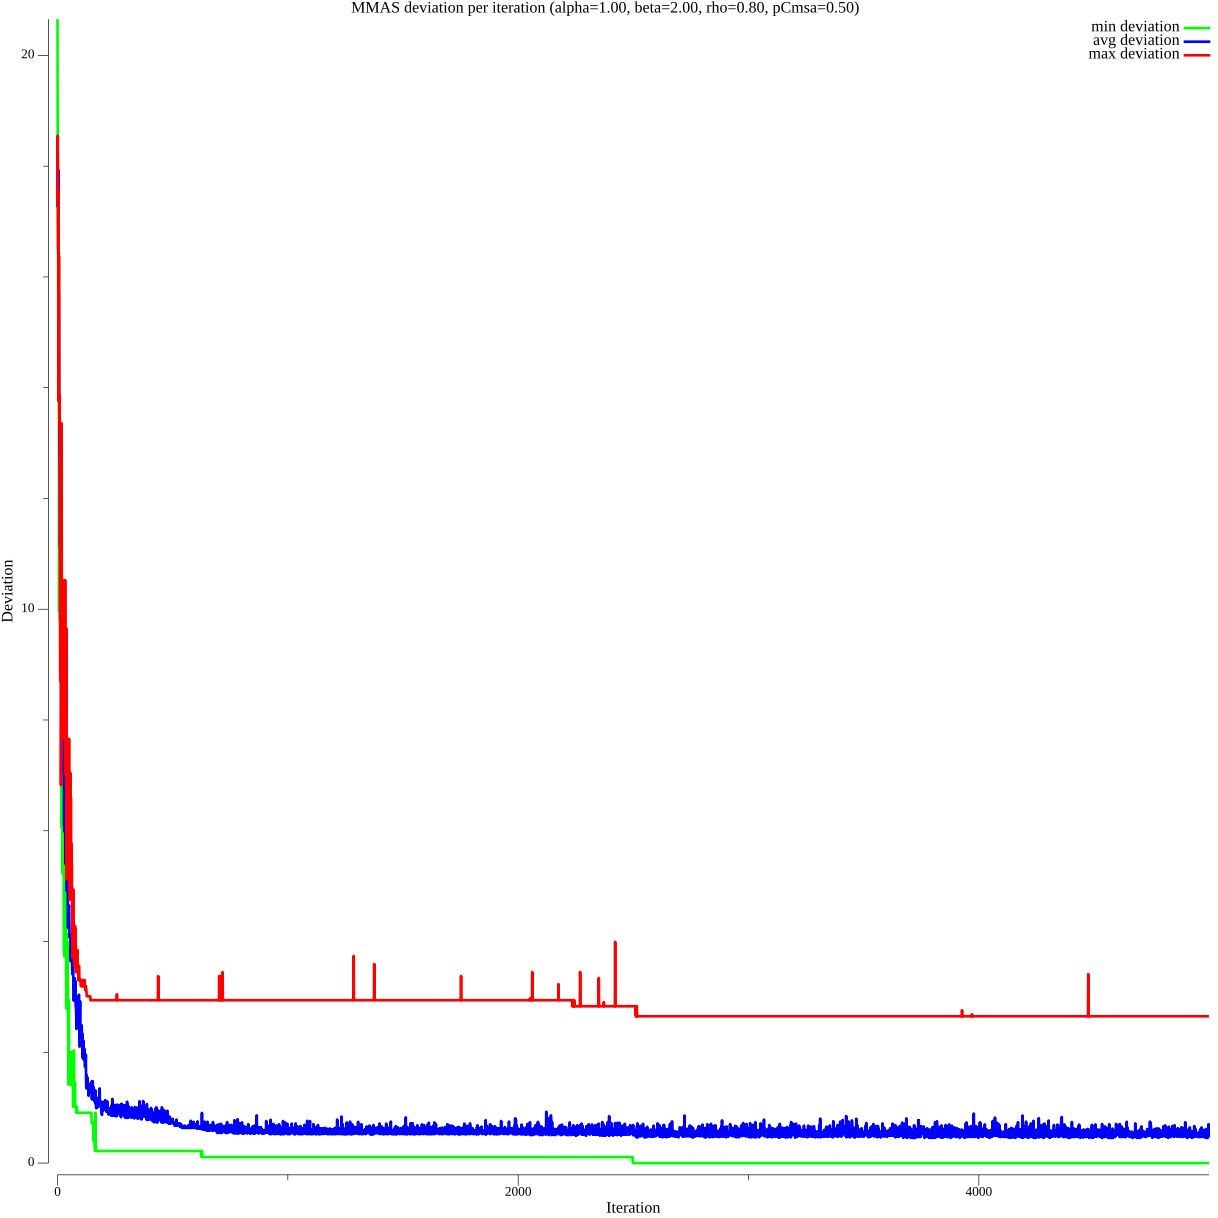 MMAS deviation per iteration (alpha=1.00, beta=2.00, rho=0.80, pCmsa=0.50)
min deviation
avg deviation
max deviation
20
10
0
Deviation
0
2000
4000
Iteration